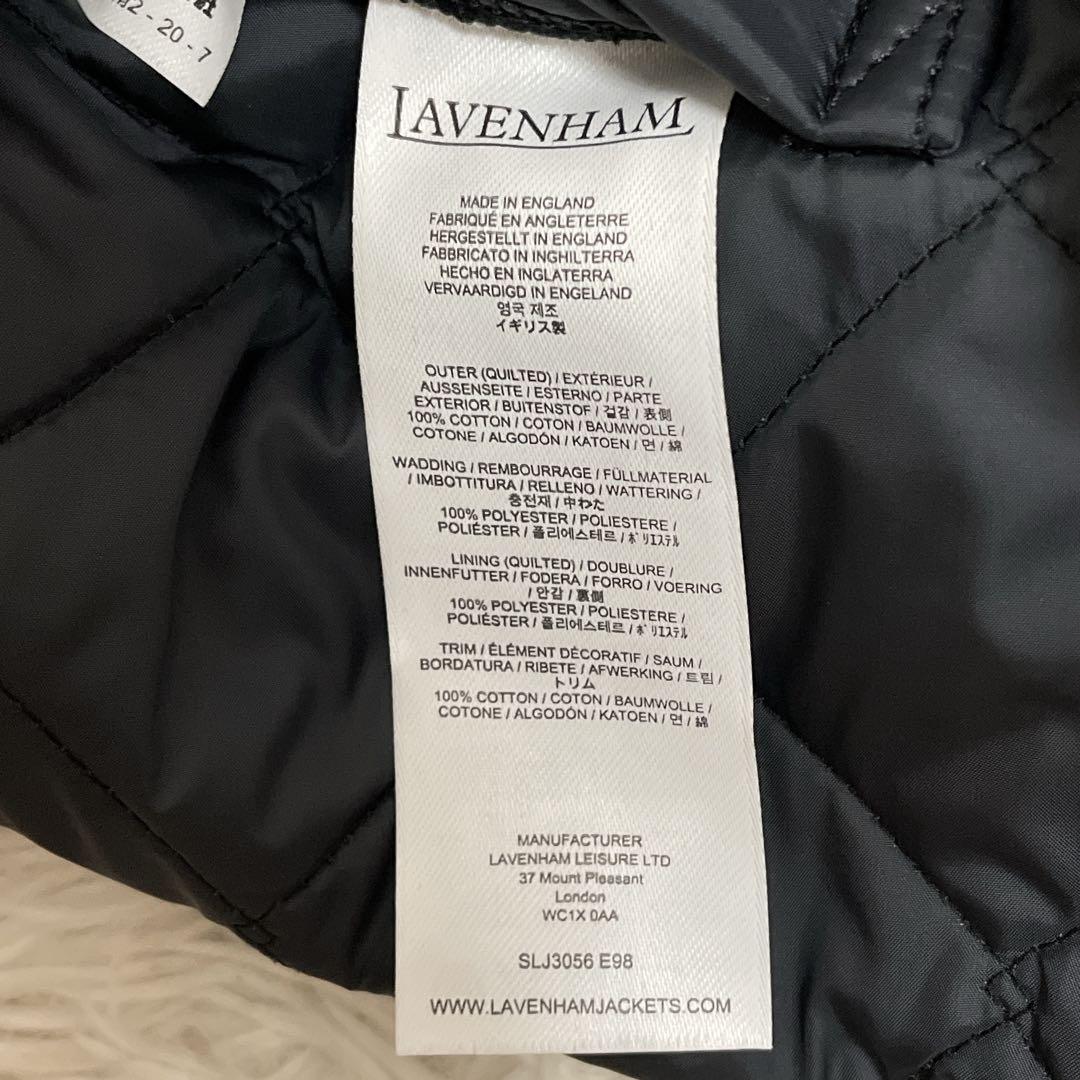 2 - 20 - 7
LAVENHAM
MADE IN ENGLAND
FABRIQUÉ EN ANGLETERRE
HERGESTELLT IN ENGLAND
FABBRICATO IN INGHILTERRA
HECHO EN INGLATERRA
VERVAARDIGD IN ENGELAND
영국 제조
イギリス製
OUTER (QUILTED) / EXTÉRIEUR /
AUSSENSEITE / ESTERNO / PARTE
EXTERIOR / BUITENSTOF / 겉감 / 表側
100% COTTON / COTON / BAUMWOLLE /
COTONE / ALGODÓN / KATOEN / 면 / 綿
WADDING / REMBOURRAGE / FÜLLMATERIAL
/ IMBOTTITURA / RELLENO / WATTERING /
충전재 / 中わた
100% POLYESTER / POLIESTERE /
POLIÉSTER / 폴리에스테르 / ﾎﾟﾘｴｽﾃﾙ
LINING (QUILTED) / DOUBLURE /
INNENFUTTER / FODERA / FORRO / VOERING
/ 안감 / 裏側
100% POLYESTER / POLIESTERE /
POLIÉSTER / 폴리에스테르 / ﾎﾟﾘｴｽﾃﾙ
TRIM / ÉLÉMENT DÉCORATIF / SAUM /
BORDATURA / RIBETE / AFWERKING / 트림 /
トリム
100% COTTON / COTON / BAUMWOLLE /
COTONE / ALGODÓN / KATOEN / 면 / 綿
MANUFACTURER
LAVENHAM LEISURE LTD
37 Mount Pleasant
London
WC1X 0AA
SLJ3056 E98
WWW.LAVENHAMJACKETS.COM